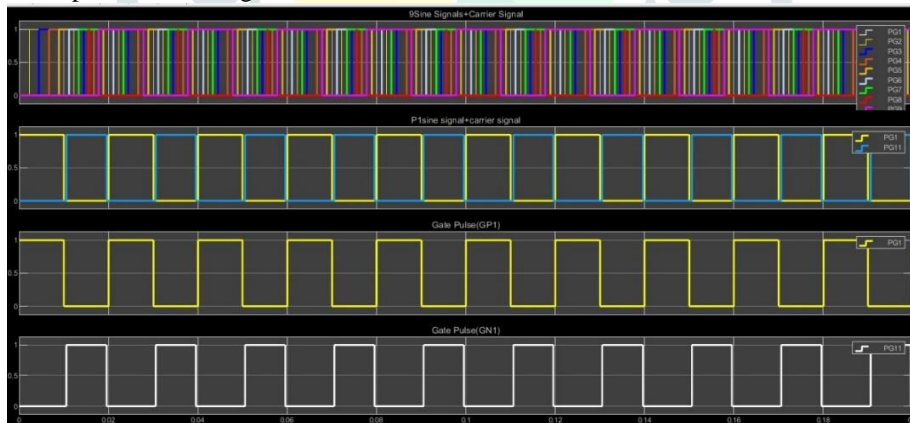 9Sine Signals+Carrier Signal
1
0.5
0
PG1
PG2
PG3
PG4
PG5
PG6
PG7
PG8
PG9
P1sine signal+carrier signal
1
0.5
0
PG1
PG11
Gate Pulse(GP1)
1
0.5
0
PG1
Gate Pulse(GN1)
1
0.5
0
PG11
0 0.02 0.04 0.06 0.08 0.1 0.12 0.14 0.16 0.18